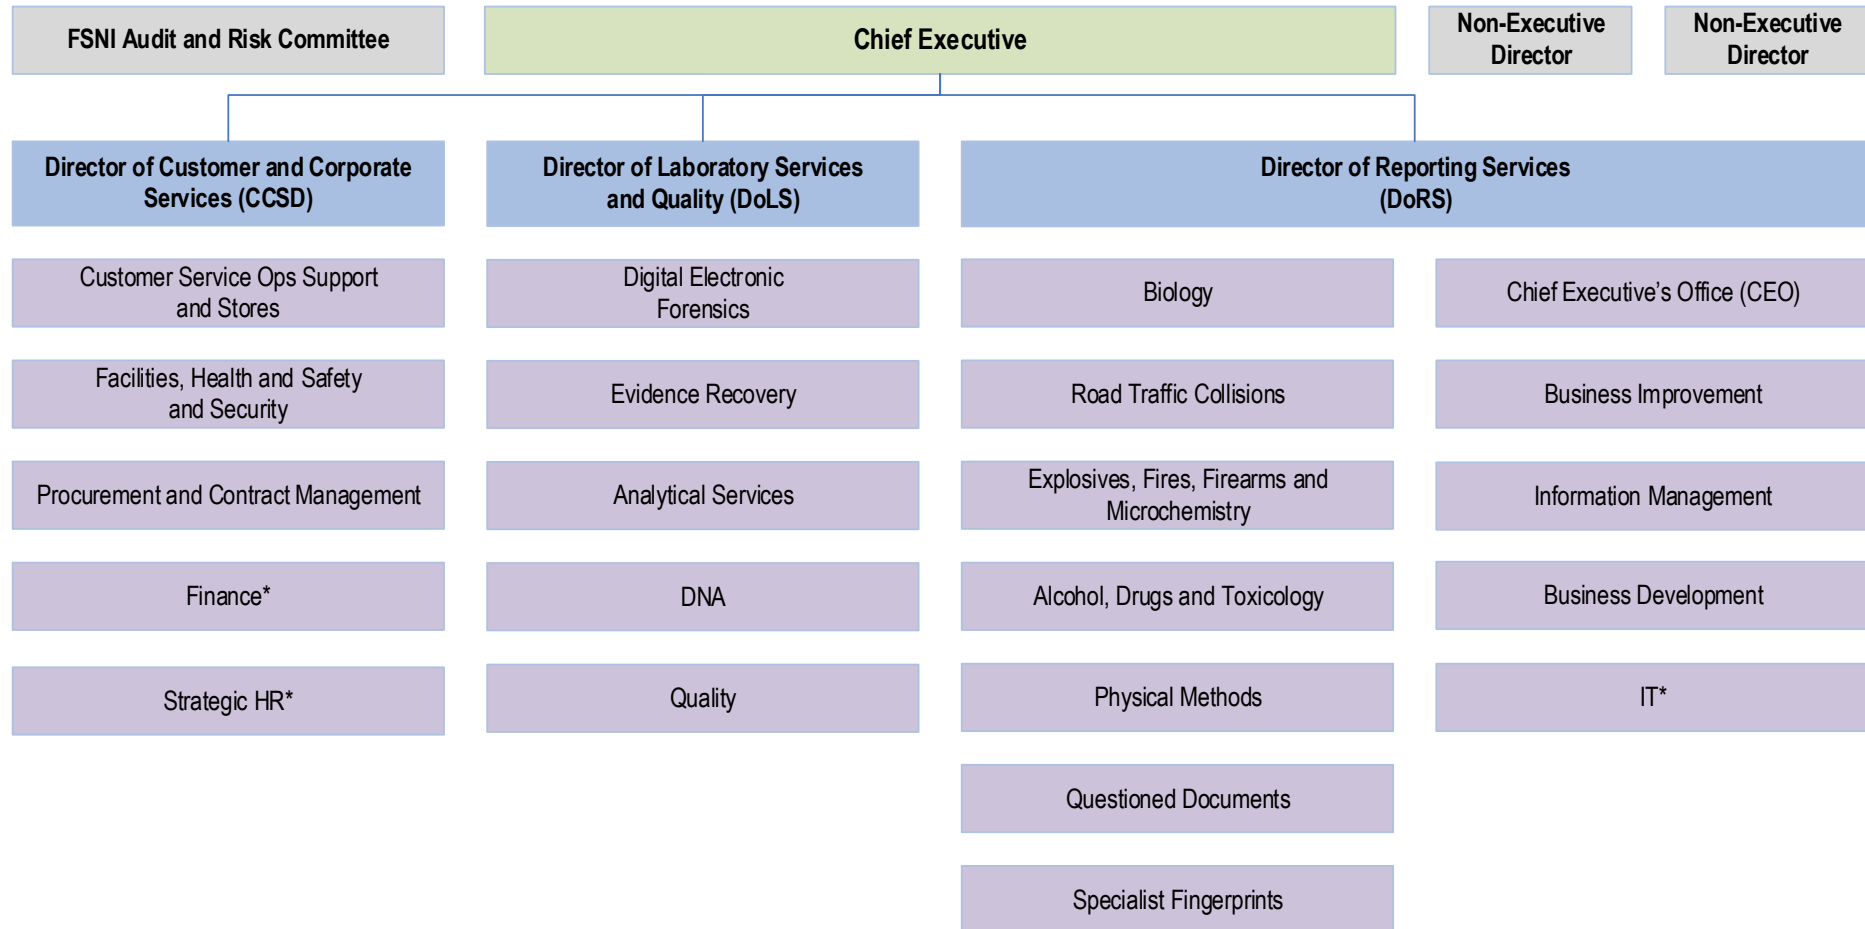 FSNI Audit and Risk Committee
Chief Executive
Non-Executive
Director
Non-Executive
Director
Director of Customer and Corporate
Services (CCSD)
Director of Laboratory Services
and Quality (DoLS)
Director of Reporting Services
(DoRS)
Customer Service Ops Support
and Stores
Digital Electronic
Forensics
Biology
Chief Executive’s Office (CEO)
Facilities, Health and Safety
and Security
Evidence Recovery
Road Traffic Collisions
Business Improvement
Procurement and Contract Management
Analytical Services
Explosives, Fires, Firearms and
Microchemistry
Information Management
Finance*
DNA
Alcohol, Drugs and Toxicology
Business Development
Strategic HR*
Quality
Physical Methods
IT*
Questioned Documents
Specialist Fingerprints